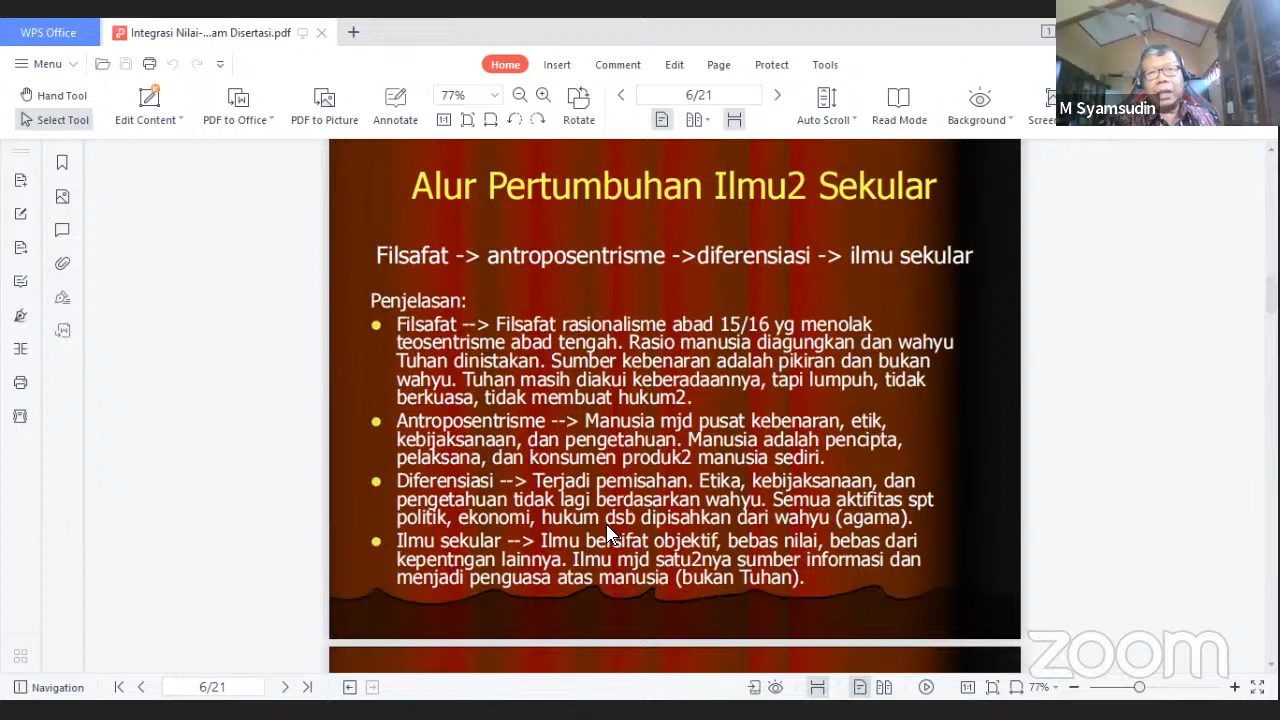 WPS Office
Integrasi Nilai-...am Disertasi.pdf
1
Menu
Home Insert Comment Edit Page Protect Tools
M Syamsudin
Hand Tool
Select Tool
Edit Content
PDF to Office
PDF to Picture
Annotate
77%
1:1
Rotate
6/21
Auto Scroll
Read Mode
Background
Alur Pertumbuhan Ilmu2 Sekular
Filsafat -> antroposentrisme ->diferensiasi -> ilmu sekular
Penjelasan:
Filsafat --> Filsafat rasionalisme abad 15/16 yg menolak
teosentrisme abad tengah. Rasio manusia diagungkan dan wahyu
Tuhan dinistakan. Sumber kebenaran adalah pikiran dan bukan
wahyu. Tuhan masih diakui keberadaannya, tapi lumpuh, tidak
berkuasa, tidak membuat hukum2.
Antroposentrisme --> Manusia mjd pusat kebenaran, etik,
kebijaksanaan, dan pengetahuan. Manusia adalah pencipta,
pelaksana, dan konsumen produk2 manusia sediri.
Diferensiasi --> Terjadi pemisahan. Etika, kebijaksanaan, dan
pengetahuan tidak lagi berdasarkan wahyu. Semua aktifitas spt
politik, ekonomi, hukum dsb dipisahkan dari wahyu (agama).
Ilmu sekular --> Ilmu bersifat objektif, bebas nilai, bebas dari
kepentngan lainnya. Ilmu mjd satu2nya sumber informasi dan
menjadi penguasa atas manusia (bukan Tuhan).
zoom
Navigation
6/21
1:1
77%